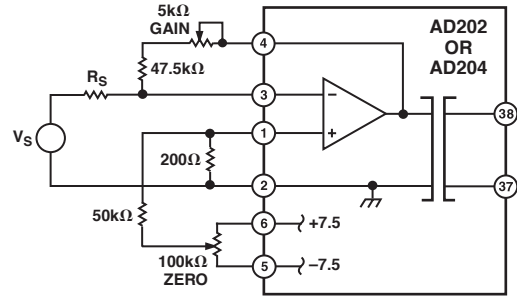 5kΩ
GAIN
AD202
OR
AD204
4
47.5kΩ
RS
3
38
VS
1
200Ω
2
37
50kΩ
6
+7.5
100kΩ
ZERO
5
–7.5
–
+